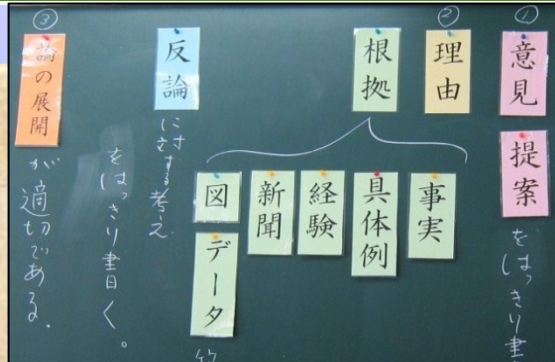 ①
意見
提案
をはっきり書
②
理由
根拠
事実
具体例
経験
新聞
図
データ
反論
に対する考え
をはっきり書く。
③
論の展開
が適切である。